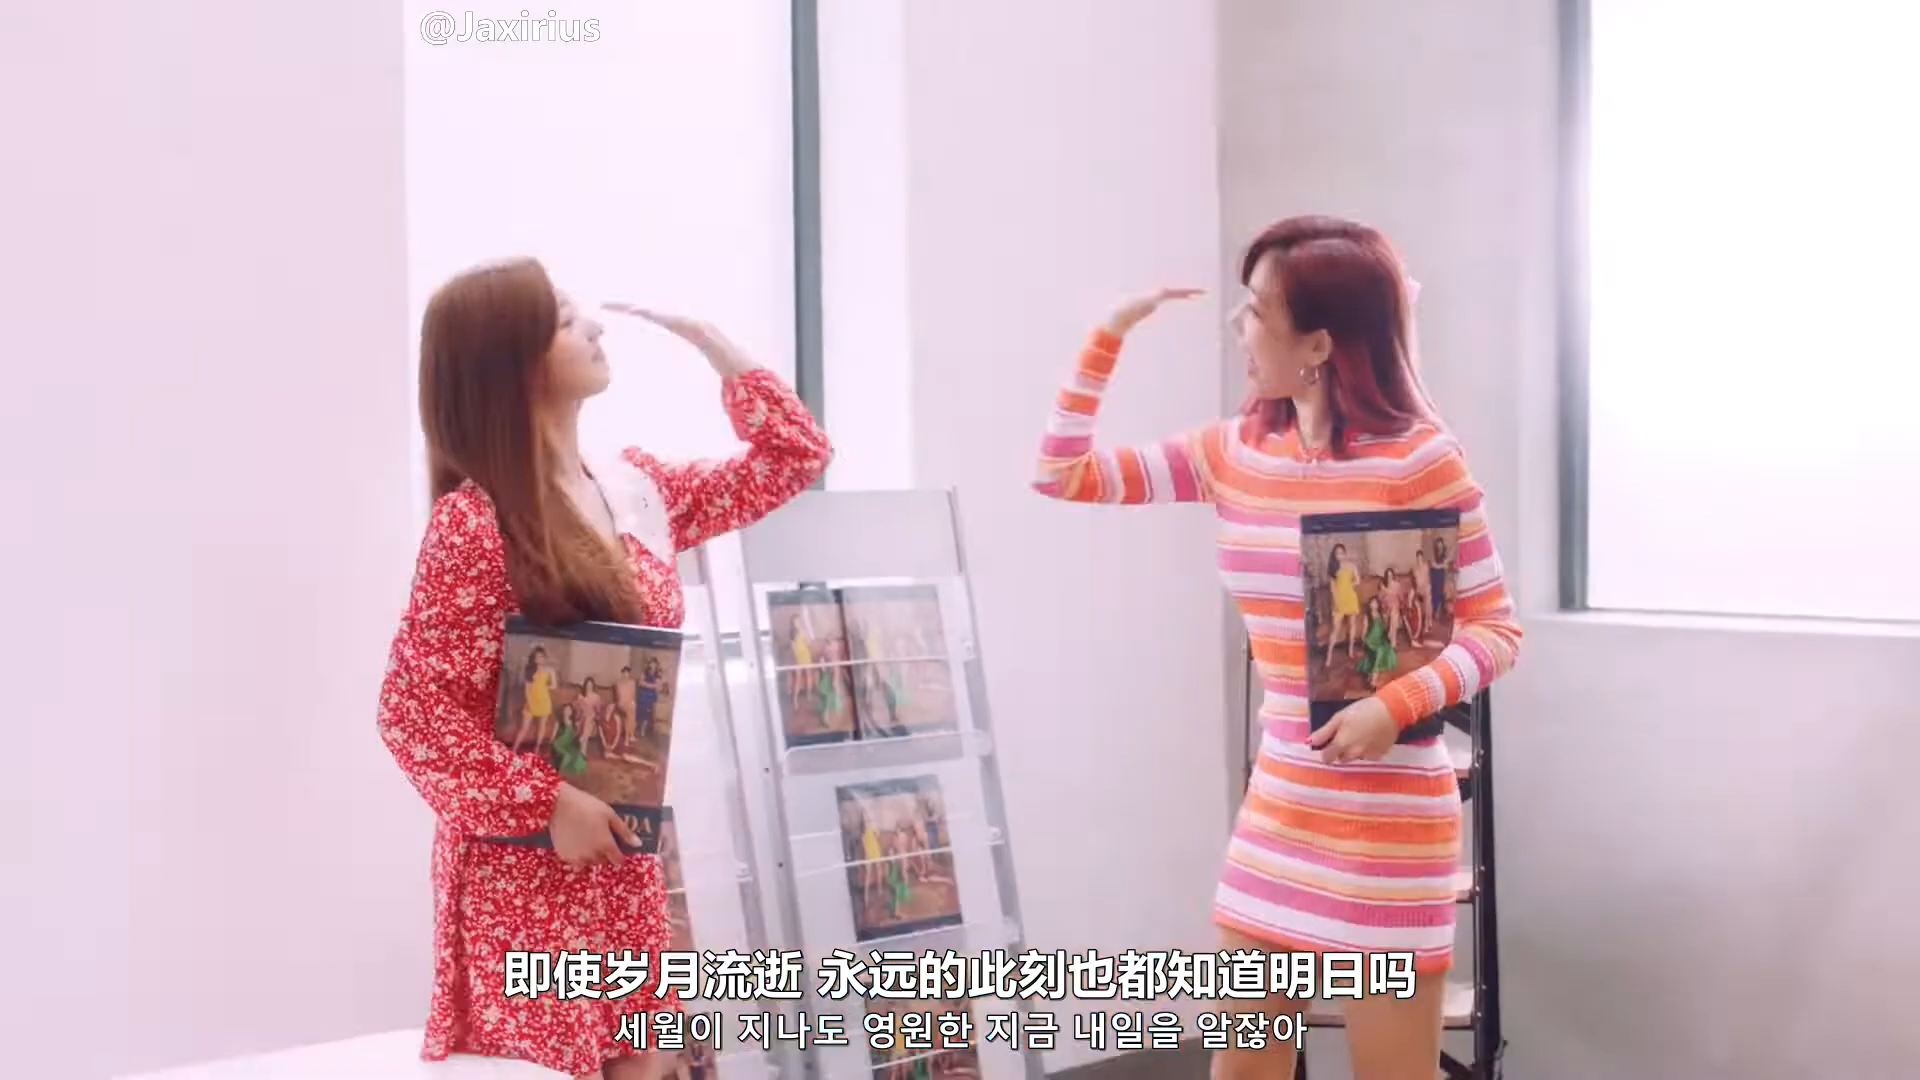 @Jaxirius
DA
即使岁月流逝 永远的此刻也都知道明日吗
세월이 지나도 영원한 지금 내일을 알잖아